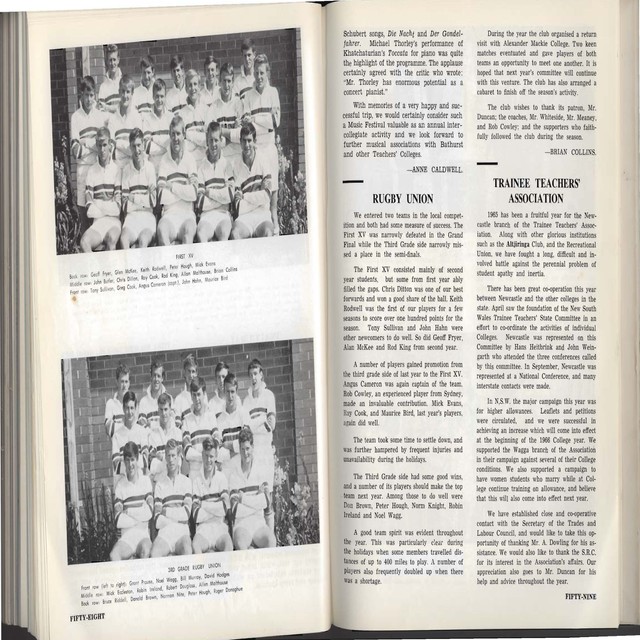 FIRST XV
Back row: Geoff Fryer, Glen McKee, Keith Rodwell, Peter Hough, Mick Evans
Middle row: John Butler, Chris Ditton, Roy Cook, Rod King, Allen Malthouse, Brian Collins
Front row: Tony Sullivan, Greg Cook, Angus Cameron (capt.), John Hahn, Maurice Bird
3RD GRADE RUGBY UNION
Front row (left to right): Grant Noel Wagg, Bill Murray, David Hodges
Middle row: Mick Robin Ireland, Robert Douglas, Allen Malthouse
Back row: Bruce Donald Brown, Norman Nile, Peter Hough, Roger Donoghue
FIFTY-EIGHT
Schubert songs, Die Nacht and Der Gondel-
fahrer. Michael Thorley's performance of
Khatchaturian's Toccata for piano was quite
the highlight of the programme. The applause
certainly agreed with the critic who wrote:
"Mr. Thorley has enormous potential as a
concert pianist."
With memories of a very happy and suc-
cessful trip, we would certainly consider such
a Music Festival valuable as an annual inter-
collegiate activity and we look forward to
further musical associations with Bathurst
and other Teachers' Colleges.
—ANNE CALDWELL.
RUGBY UNION
We entered two teams in the local compet-
ition and both had some measure of success. The
First XV was narrowly defeated in the Grand
Final while the Third Grade side narrowly mis-
sed a place in the semi-finals.
The First XV consisted mainly of second
year students, but some from first year ably
filled the gaps. Chris Ditton was one of our best
forwards and won a good share of the ball. Keith
Rodwell was the first of our players for a few
seasons to score over one hundred points for the
season. Tony Sullivan and John Hahn were
other newcomers to do well. So did Geoff Fryer,
Alan McKee and Rod King from second year.
A number of players gained promotion from
the third grade side of last year to the First XV.
Angus Cameron was again captain of the team.
Rob Cowley, an experienced player from Sydney,
made an invaluable contribution. Mick Evans,
Roy Cook, and Maurice Bird, last year's players,
again did well.
The team took some time to settle down, and
was further hampered by frequent injuries and
unavailability during the holidays.
The Third Grade side had some good wins,
and a number of its players should make the top
team next year. Among those to do well were
Don Brown, Peter Hough, Norm Knight, Robin
Ireland and Noel Wagg.
A good team spirit was evident throughout
the year. This was particularly clear during
the holidays when some members travelled dis-
tances of up to 400 miles to play. A number of
players also frequently doubled up when there
was a shortage.
During the year the club organised a return
visit with Alexander Mackie College. Two keen
matches eventuated and gave players of both
teams an opportunity to meet one another. It is
hoped that next year's committee will continue
with this venture. The club has also arranged a
cabaret to finish off the season's activity.
The club wishes to thank its patron, Mr.
Duncan; the coaches, Mr. Whiteside, Mr. Meaney,
and Rob Cowley; and the supporters who faith-
fully followed the club during the season.
—BRIAN COLLINS.
TRAINEE TEACHERS'
ASSOCIATION
1965 has been a fruitful year for the New-
castle branch of the Trainee Teachers' Assoc-
iation. Along with other glorious institutions
such as the Altjiringa Club, and the Recreational
Union, we have fought a long, difficult and in-
volved battle against the perennial problem of
student apathy and inertia.
There has been great co-operation this year
between Newcastle and the other colleges in the
state. April saw the foundation of the New South
Wales Trainee Teachers' State Committee in an
effort to co-ordinate the activities of individual
Colleges. Newcastle was represented on this
Committee by Hans Heitbrink and John Wein-
garth who attended the three conferences called
by this committee. In September, Newcastle was
represented at a National Conference, and many
interstate contacts were made.
In N.S.W. the major campaign this year was
for higher allowances. Leaflets and petitions
were circulated, and we were successful in
achieving an increase which will come into effect
at the beginning of the 1966 College year. We
supported the Wagga branch of the Association
in their campaign against several of their College
conditions. We also supported a campaign to
have women students who marry while at Col-
lege continue training on allowance, and believe
that this will also come into effect next year.
We have established close and co-operative
contact with the Secretary of the Trades and
Labour Council, and would like to take this op-
portunity of thanking Mr. A. Dowling for his as-
sistance. We would also like to thank the S.R.C.
for its interest in the Association's affairs. Our
appreciation also goes to Mr. Duncan for his
help and advice throughout the year.
FIFTY-NINE